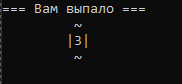 === Вам выпало ===
~
|3|
~